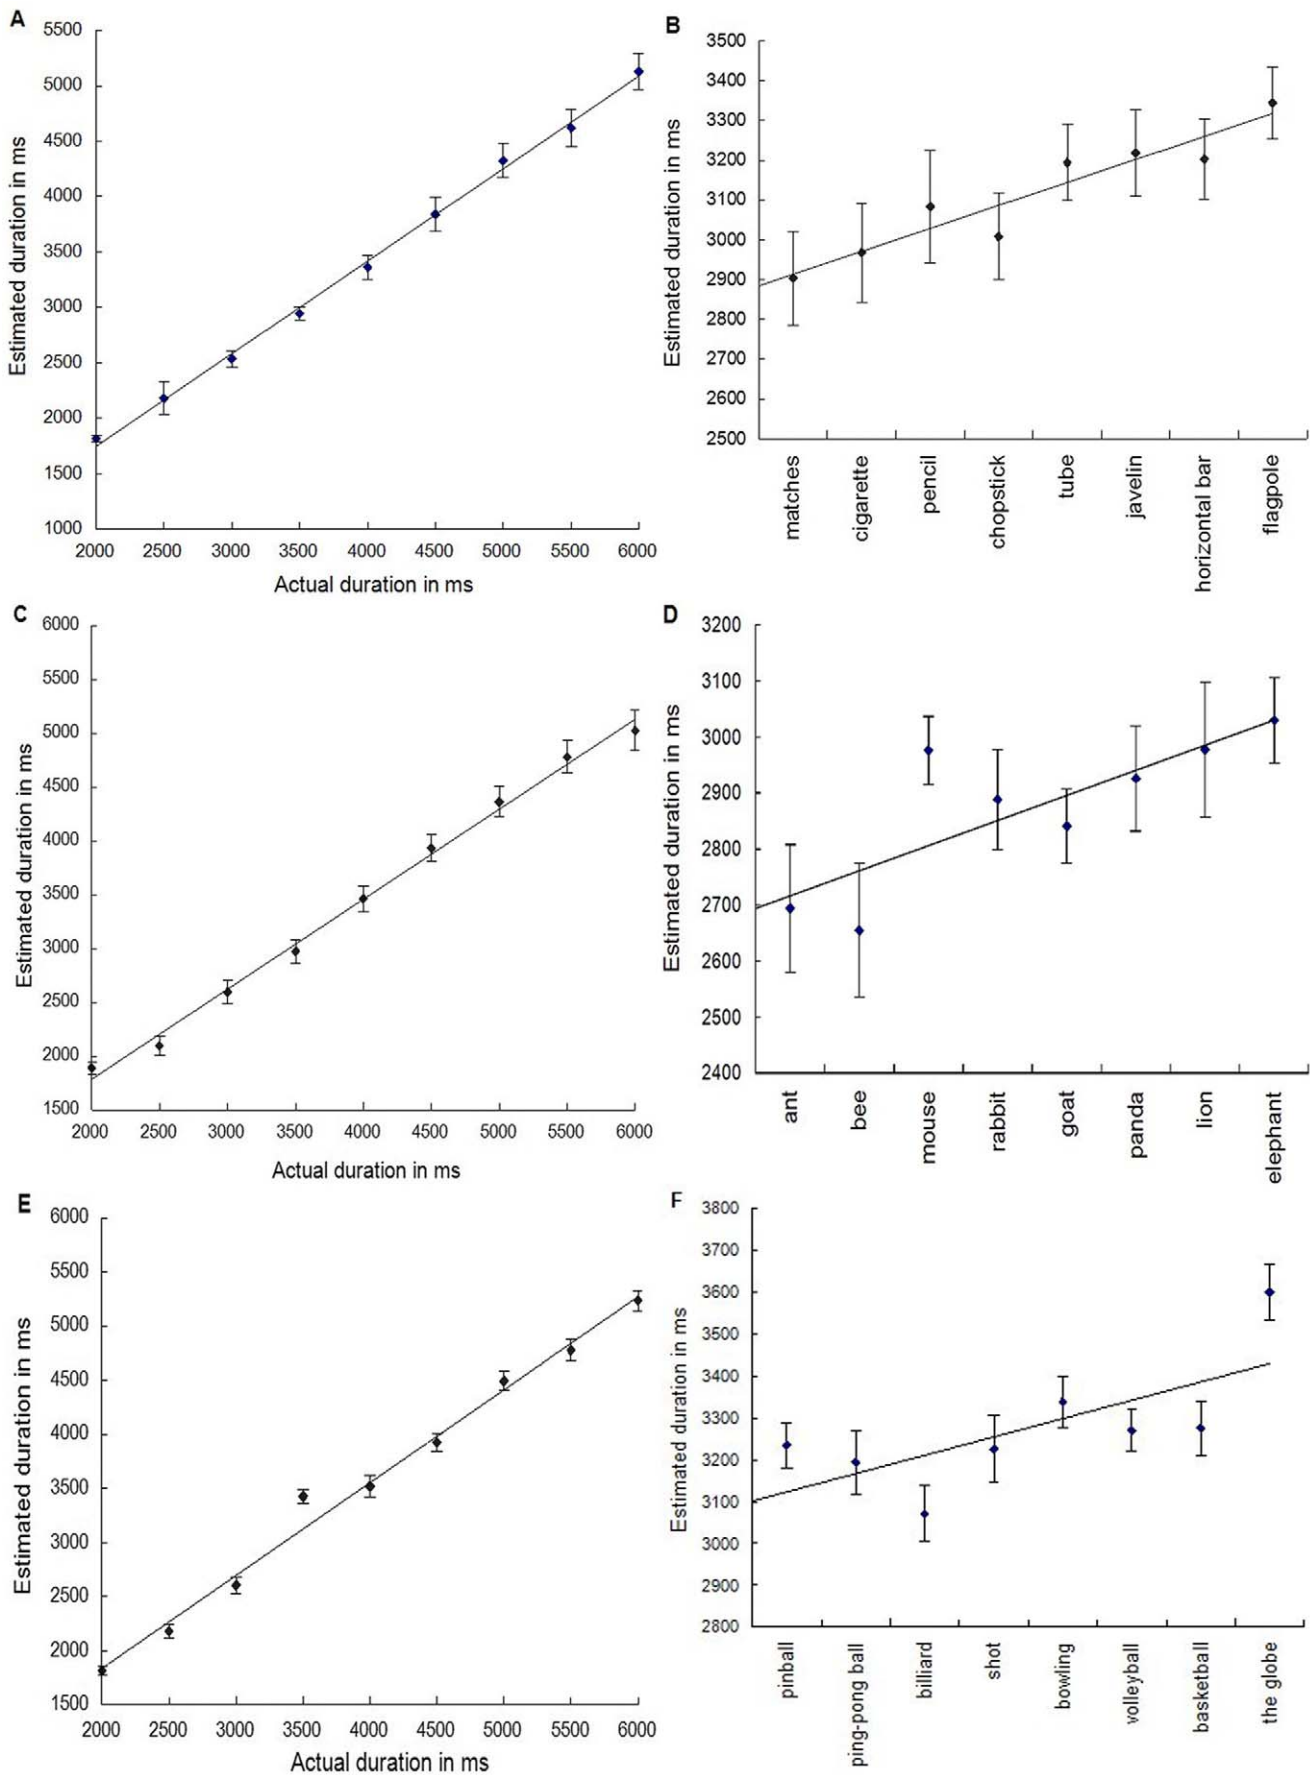 A
Estimated duration in ms
5500
5000
4500
4000
3500
3000
2500
2000
1500
1000
2000 2500 3000 3500 4000 4500 5000 5500 6000
Actual duration in ms
B
Estimated duration in ms
3500
3400
3300
3200
3100
3000
2900
2800
2700
2600
2500
matches
cigarette
pencil
chopstick
tube
javelin
horizontal bar
flagpole
C
Estimated duration in ms
6000
5500
5000
4500
4000
3500
3000
2500
2000
1500
2000 2500 3000 3500 4000 4500 5000 5500 6000
Actual duration in ms
D
Estimated duration in ms
3200
3100
3000
2900
2800
2700
2600
2500
2400
ant
bee
mouse
rabbit
goat
panda
lion
elephant
E
Estimated duration in ms
6000
5500
5000
4500
4000
3500
3000
2500
2000
1500
2000 2500 3000 3500 4000 4500 5000 5500 6000
Actual duration in ms
F
Estimated duration in ms
3800
3700
3600
3500
3400
3300
3200
3100
3000
2900
2800
pinball
ping-pong ball
billiard
shot
bowling
volleyball
basketball
the globe